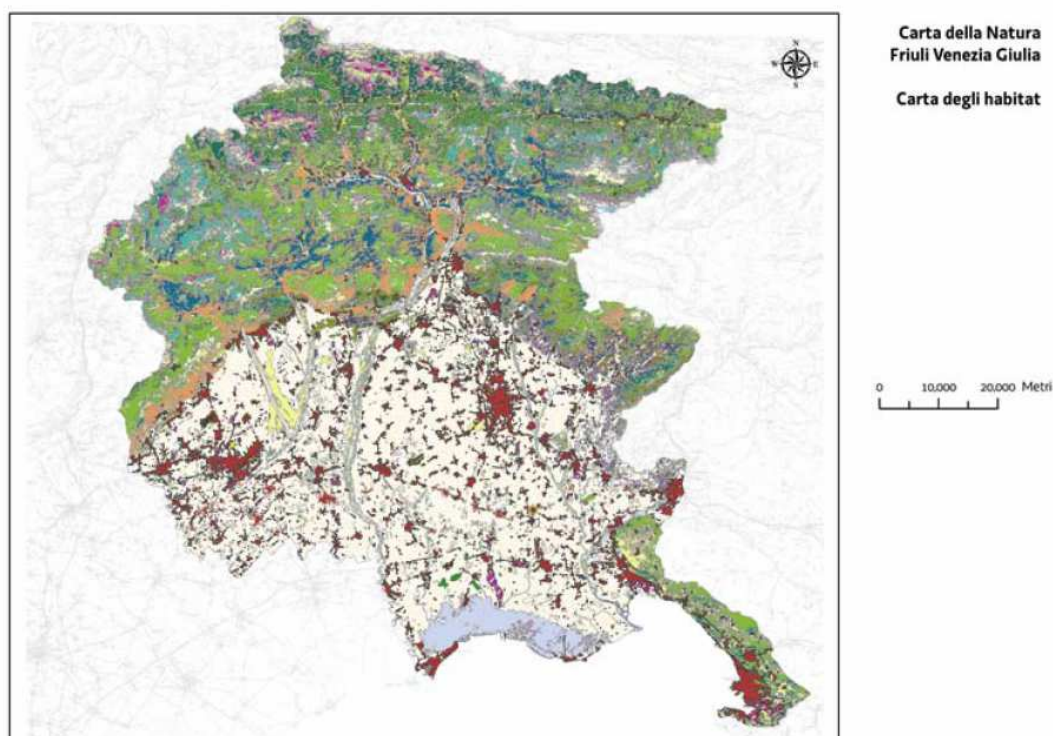 Carta della Natura
Friuli Venezia Giulia
Carta degli habitat
N
W E
S
0 10,000 20,000 Metri